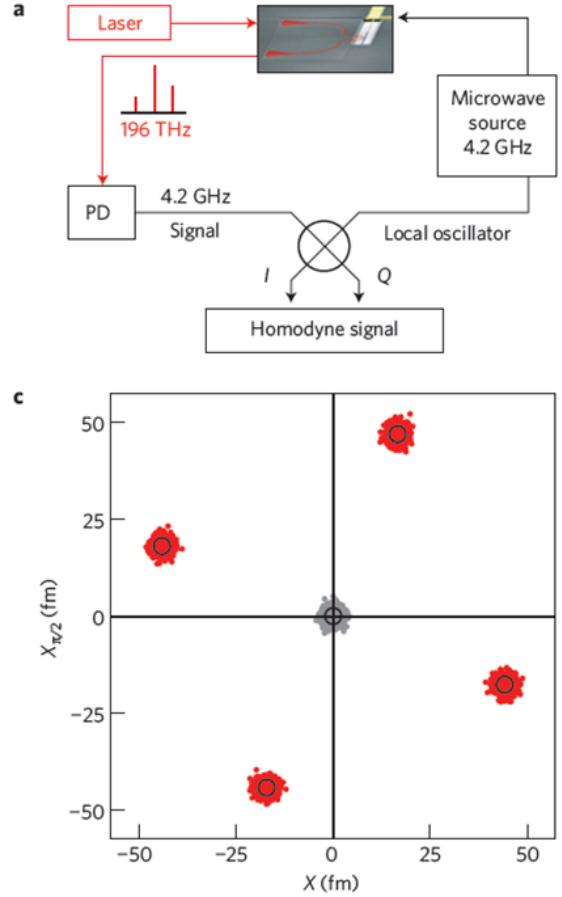 a
Laser
196 THz
Microwave
source
4.2 GHz
PD
4.2 GHz
Signal
Local oscillator
I
Q
Homodyne signal
c
50
25
0
−25
−50
Xπ/2 (fm)
−50
−25
0
25
50
X (fm)